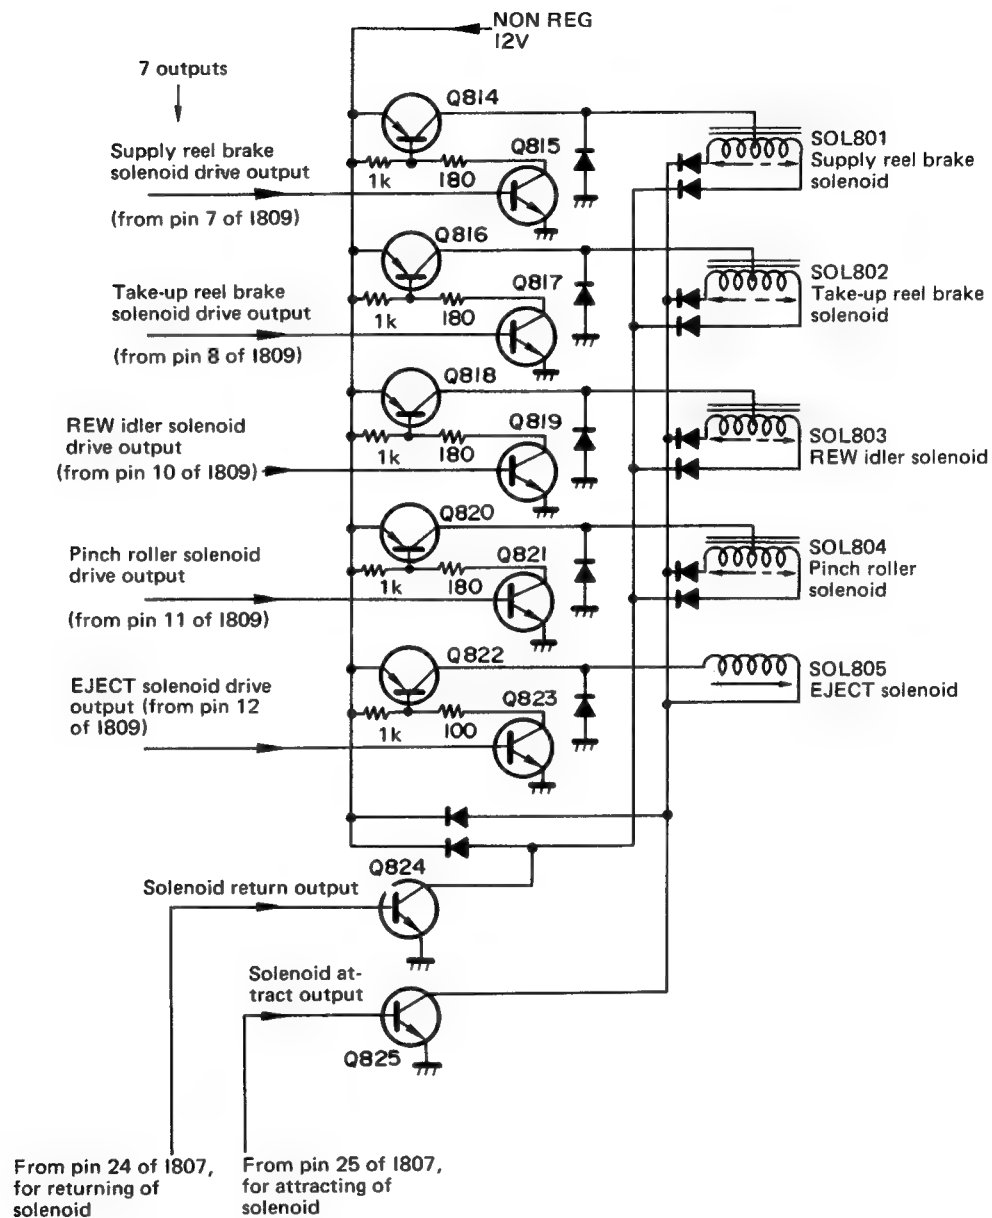 NON REG
12V
7 outputs
Q814
Q815
Supply reel brake
solenoid drive output
1k
180
(from pin 7 of I809)
SOL801
Supply reel brake
solenoid
Q816
Q817
Take-up reel brake
solenoid drive output
1k
180
(from pin 8 of I809)
SOL802
Take-up reel brake
solenoid
Q818
Q819
REW idler solenoid
drive output
(from pin 10 of I809)
1k
180
SOL803
REW idler solenoid
Q820
Q821
Pinch roller solenoid
drive output
1k
180
(from pin 11 of I809)
SOL804
Pinch roller
solenoid
Q822
Q823
EJECT solenoid drive
output (from pin 12
of I809)
1k
100
SOL805
EJECT solenoid
Q824
Solenoid return output
Solenoid at-
tract output
Q825
From pin 24 of I807,
for returning of
solenoid
From pin 25 of I807,
for attracting of
solenoid